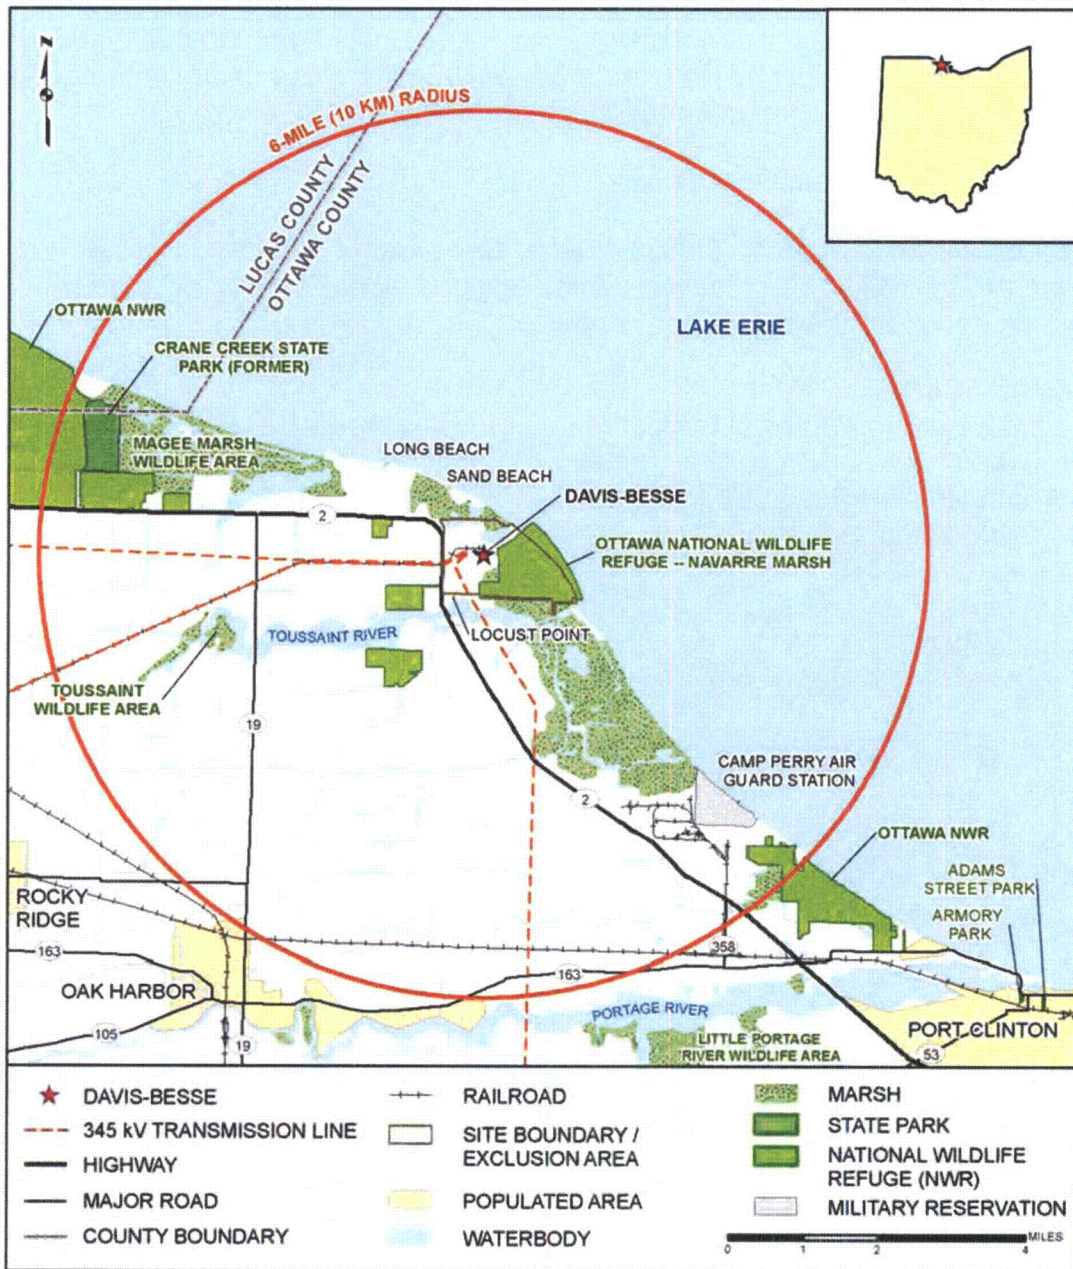 N
6-MILE (10 KM) RADIUS
LUCAS COUNTY
OTTAWA COUNTY
OTTAWA NWR
LAKE ERIE
CRANE CREEK STATE
PARK (FORMER)
MAGEE MARSH
WILDLIFE AREA
LONG BEACH
SAND BEACH
DAVIS-BESSE
2
OTTAWA NATIONAL WILDLIFE
REFUGE -- NAVARRE MARSH
TOUSSAINT RIVER
LOCUST POINT
TOUSSAINT
WILDLIFE AREA
19
CAMP PERRY AIR
GUARD STATION
2
OTTAWA NWR
ADAMS
STREET PARK
ARMORY
PARK
ROCKY
RIDGE
163
358
163
OAK HARBOR
PORTAGE RIVER
PORT CLINTON
105
19
LITTLE PORTAGE
RIVER WILDLIFE AREA
53
DAVIS-BESSE
345 kV TRANSMISSION LINE
HIGHWAY
MAJOR ROAD
COUNTY BOUNDARY
RAILROAD
SITE BOUNDARY /
EXCLUSION AREA
POPULATED AREA
WATERBODY
MARSH
STATE PARK
NATIONAL WILDLIFE
REFUGE (NWR)
MILITARY RESERVATION
MILES
0 1 2 4